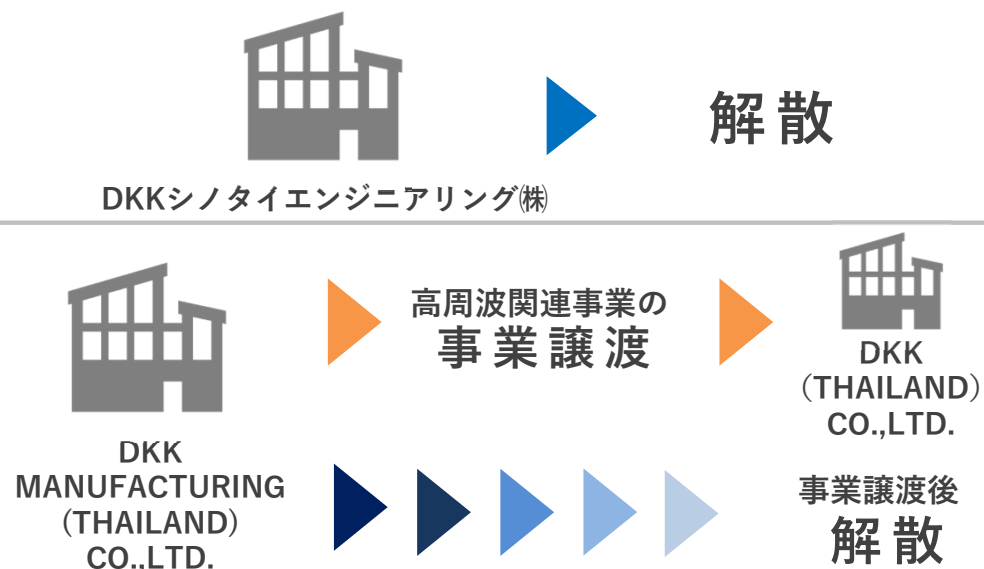 解散
DKKシノタイエンジニアリング㈱
高周波関連事業の
事業譲渡
DKK
（THAILAND）
CO.,LTD.
DKK
MANUFACTURING
(THAILAND)
CO.,LTD.
事業譲渡後
解散